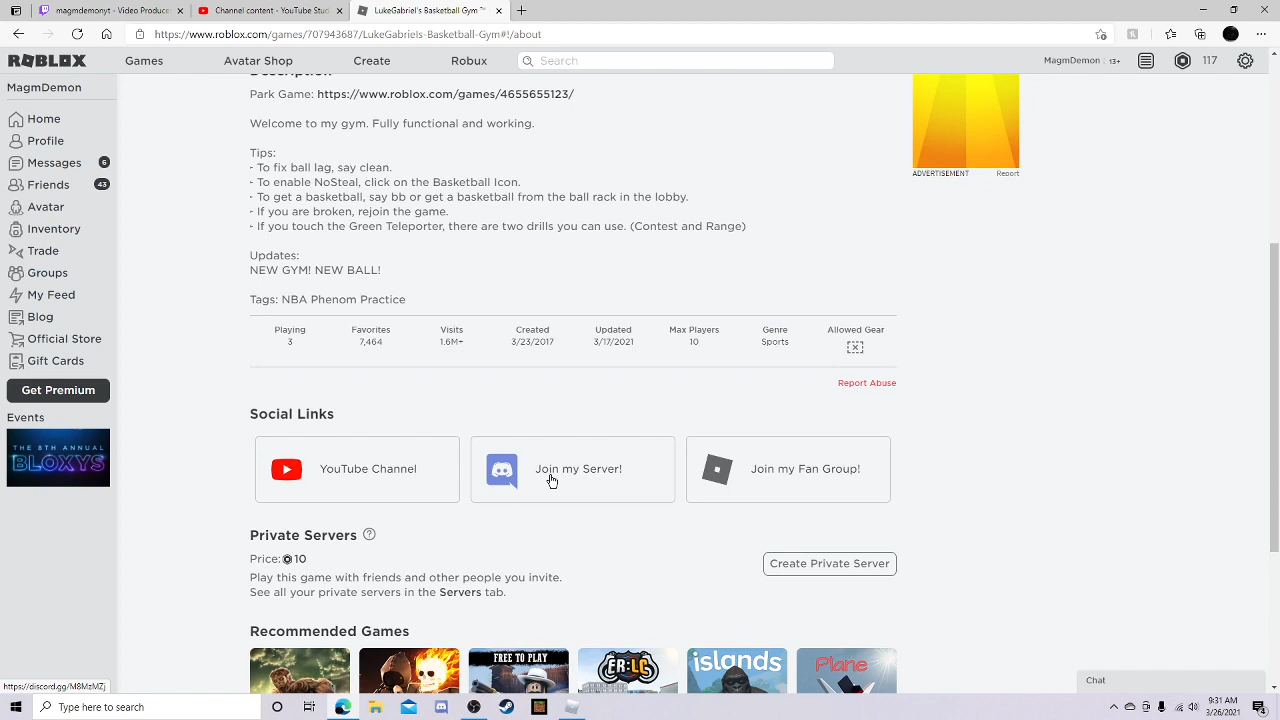 motmagd - Video Producer
Channel content - YouTube Studio
LukeGabriel's Basketball Gym ™
https://www.roblox.com/games/707943687/LukeGabriels-Basketball-Gym#!/about
ROBLOX
Games
Avatar Shop
Create
Robux
Search
MagmDemon : 13+
117
MagmDemon
Home
Profile
Messages 6
Friends 43
Avatar
Inventory
Trade
Groups
My Feed
Blog
Official Store
Gift Cards
Get Premium
Events
THE 8TH ANNUAL
BLOXYS
Description
Park Game: https://www.roblox.com/games/4655655123/
Welcome to my gym. Fully functional and working.
Tips:
- To fix ball lag, say clean.
- To enable NoSteal, click on the Basketball Icon.
- To get a basketball, say bb or get a basketball from the ball rack in the lobby.
- If you are broken, rejoin the game.
- If you touch the Green Teleporter, there are two drills you can use. (Contest and Range)
Updates:
NEW GYM! NEW BALL!
Tags: NBA Phenom Practice
Playing Favorites Visits Created Updated Max Players Genre Allowed Gear
3 7,464 1.6M+ 3/23/2017 3/17/2021 10 Sports
Report Abuse
ADVERTISEMENT Report
Social Links
YouTube Channel
Join my Server!
Join my Fan Group!
Private Servers
Price: 10
Create Private Server
Play this game with friends and other people you invite.
See all your private servers in the Servers tab.
Recommended Games
FREE TO PLAY
ER:LC
islands
Plane
Chat
https://discord.gg/M8MzMZj
Type here to search
9:31 AM
3/26/2021
4